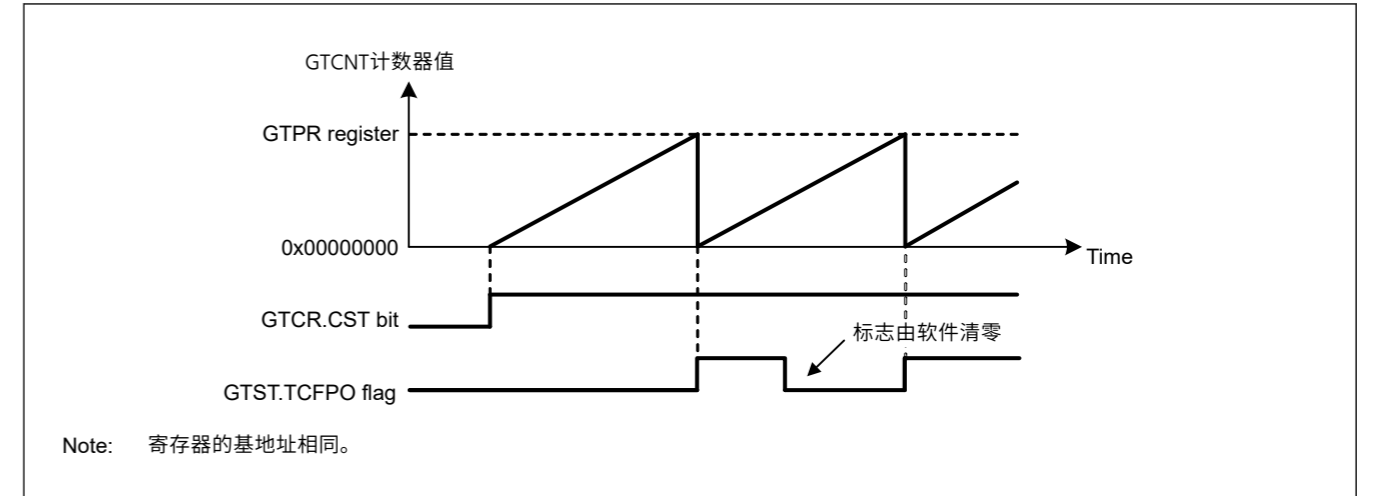 GTCNT计数器值
GTPR register
0x00000000
Time
GTCR.CST bit
标志由软件清零
GTST.TCFPO flag
Note: 寄存器的基地址相同。